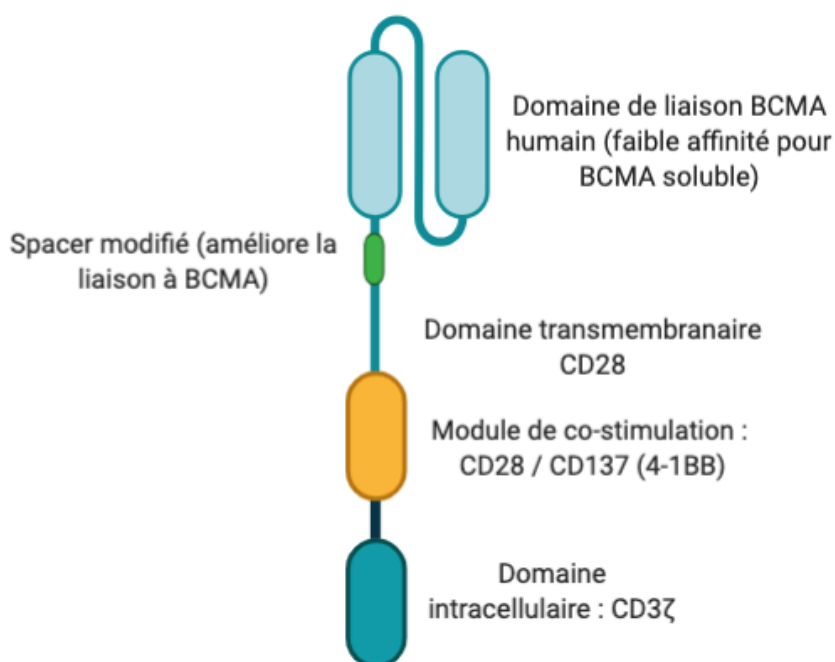 Domaine de liaison BCMA
humain (faible affinité pour
BCMA soluble)
Spacer modifié (améliore la
liaison à BCMA)
Domaine transmembranaire
CD28
Module de co-stimulation :
CD28 / CD137 (4-1BB)
Domaine
intracellulaire : CD3ζ